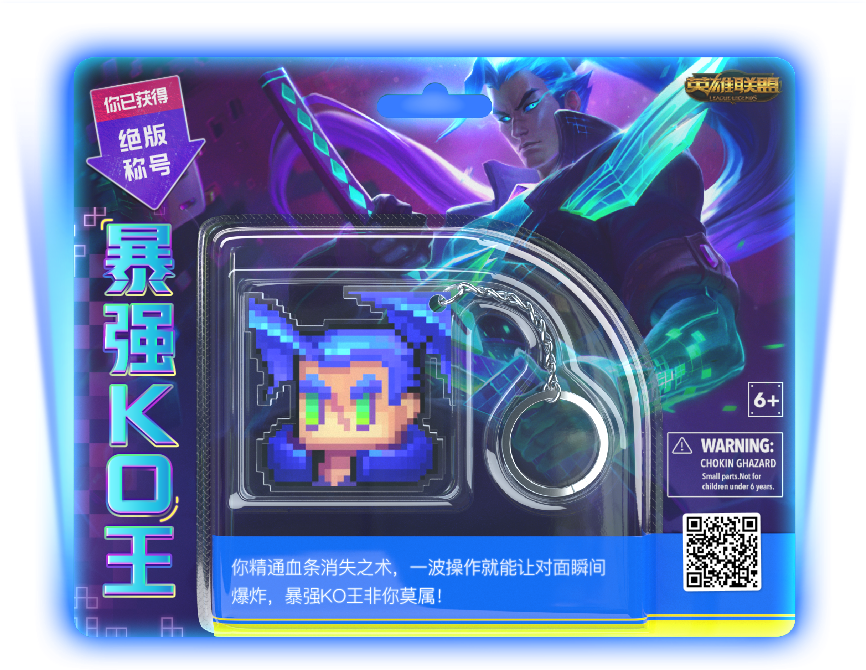 你已获得
绝版
称号
英雄联盟
LEAGUE LEGENDS
暴强KO王
6+
WARNING:
CHOKIN GHAZARD
Small parts.Not for
children under 6 years.
你精通血条消失之术，一波操作就能让对面瞬间
爆炸，暴强KO王非你莫属！